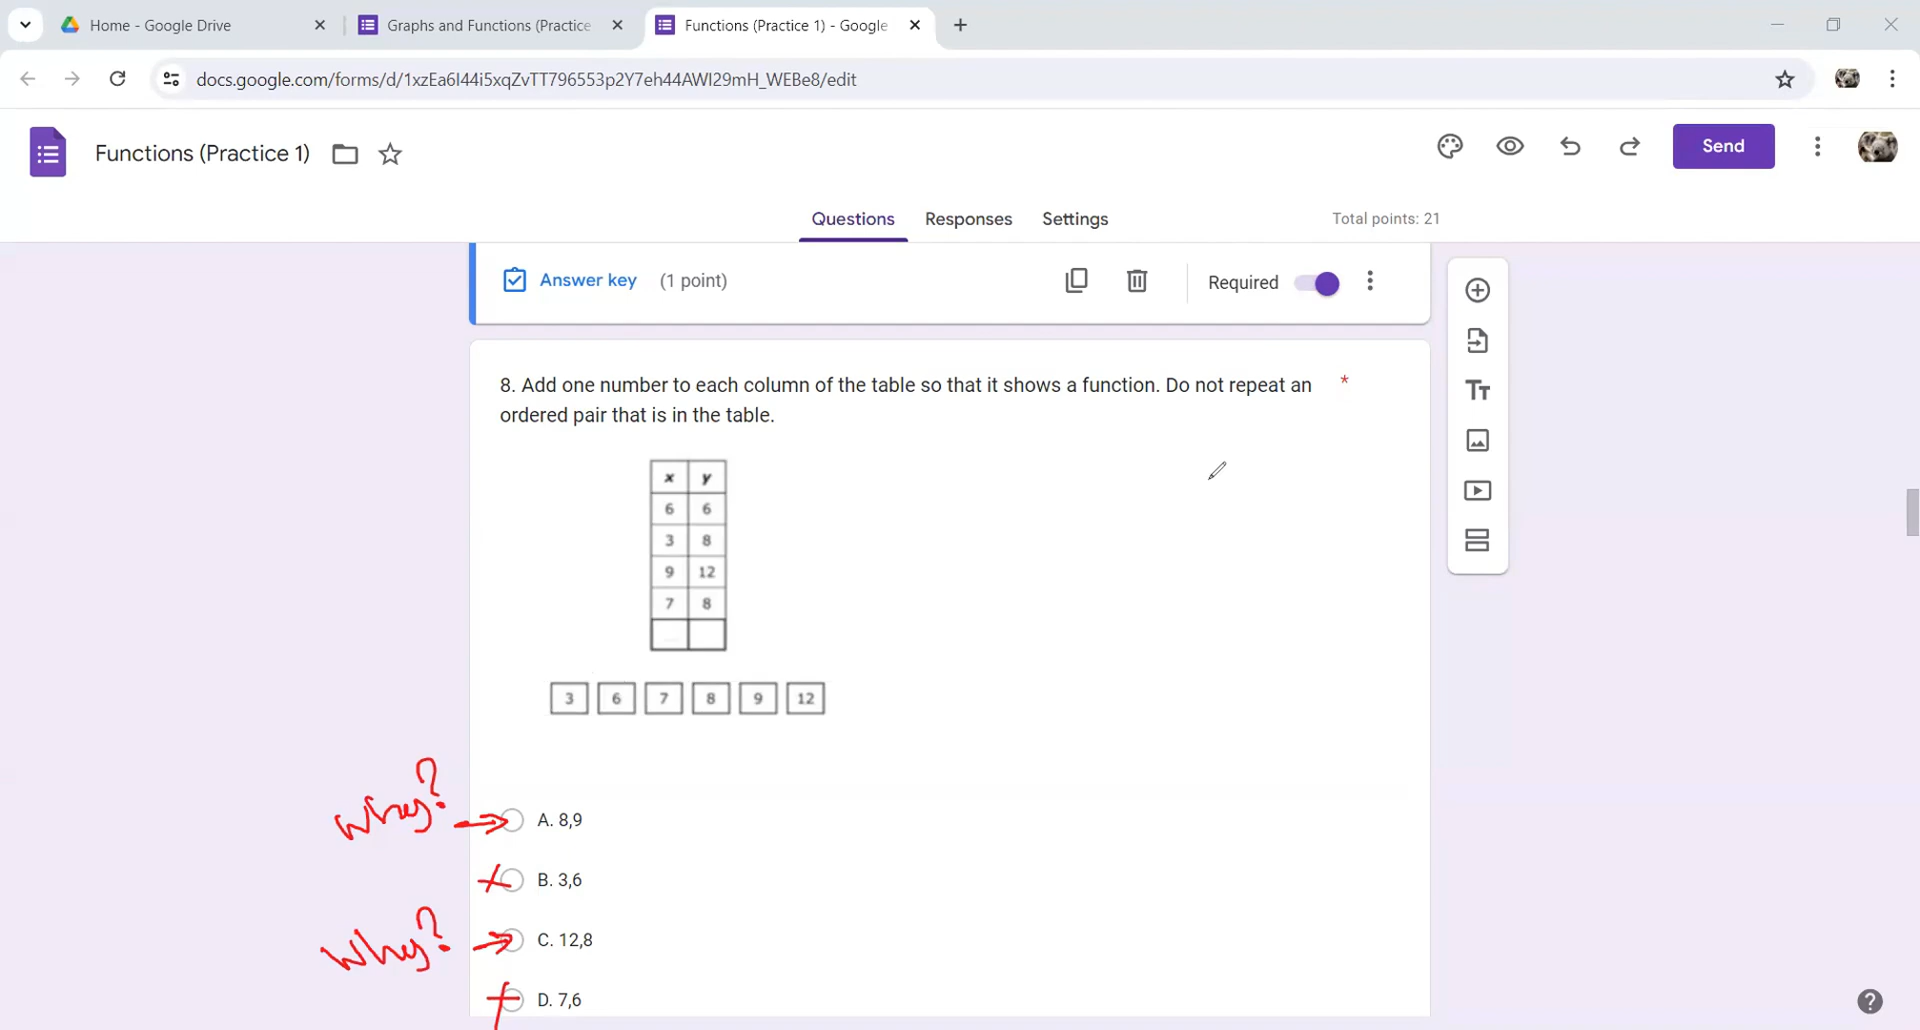 Home - Google Drive
Graphs and Functions (Practice
Functions (Practice 1) - Google
docs.google.com/forms/d/1xzEa6I44i5xqZvTT796553p2Y7eh44AWI29mH_WEBe8/edit
Functions (Practice 1)
Send
Questions Responses Settings
Total points: 21
Answer key (1 point)
Required
8. Add one number to each column of the table so that it shows a function. Do not repeat an *
ordered pair that is in the table.
x y
6 6
3 8
9 12
7 8
3 6 7 8 9 12
Why?
A. 8,9
B. 3,6
Why?
C. 12,8
D. 7,6